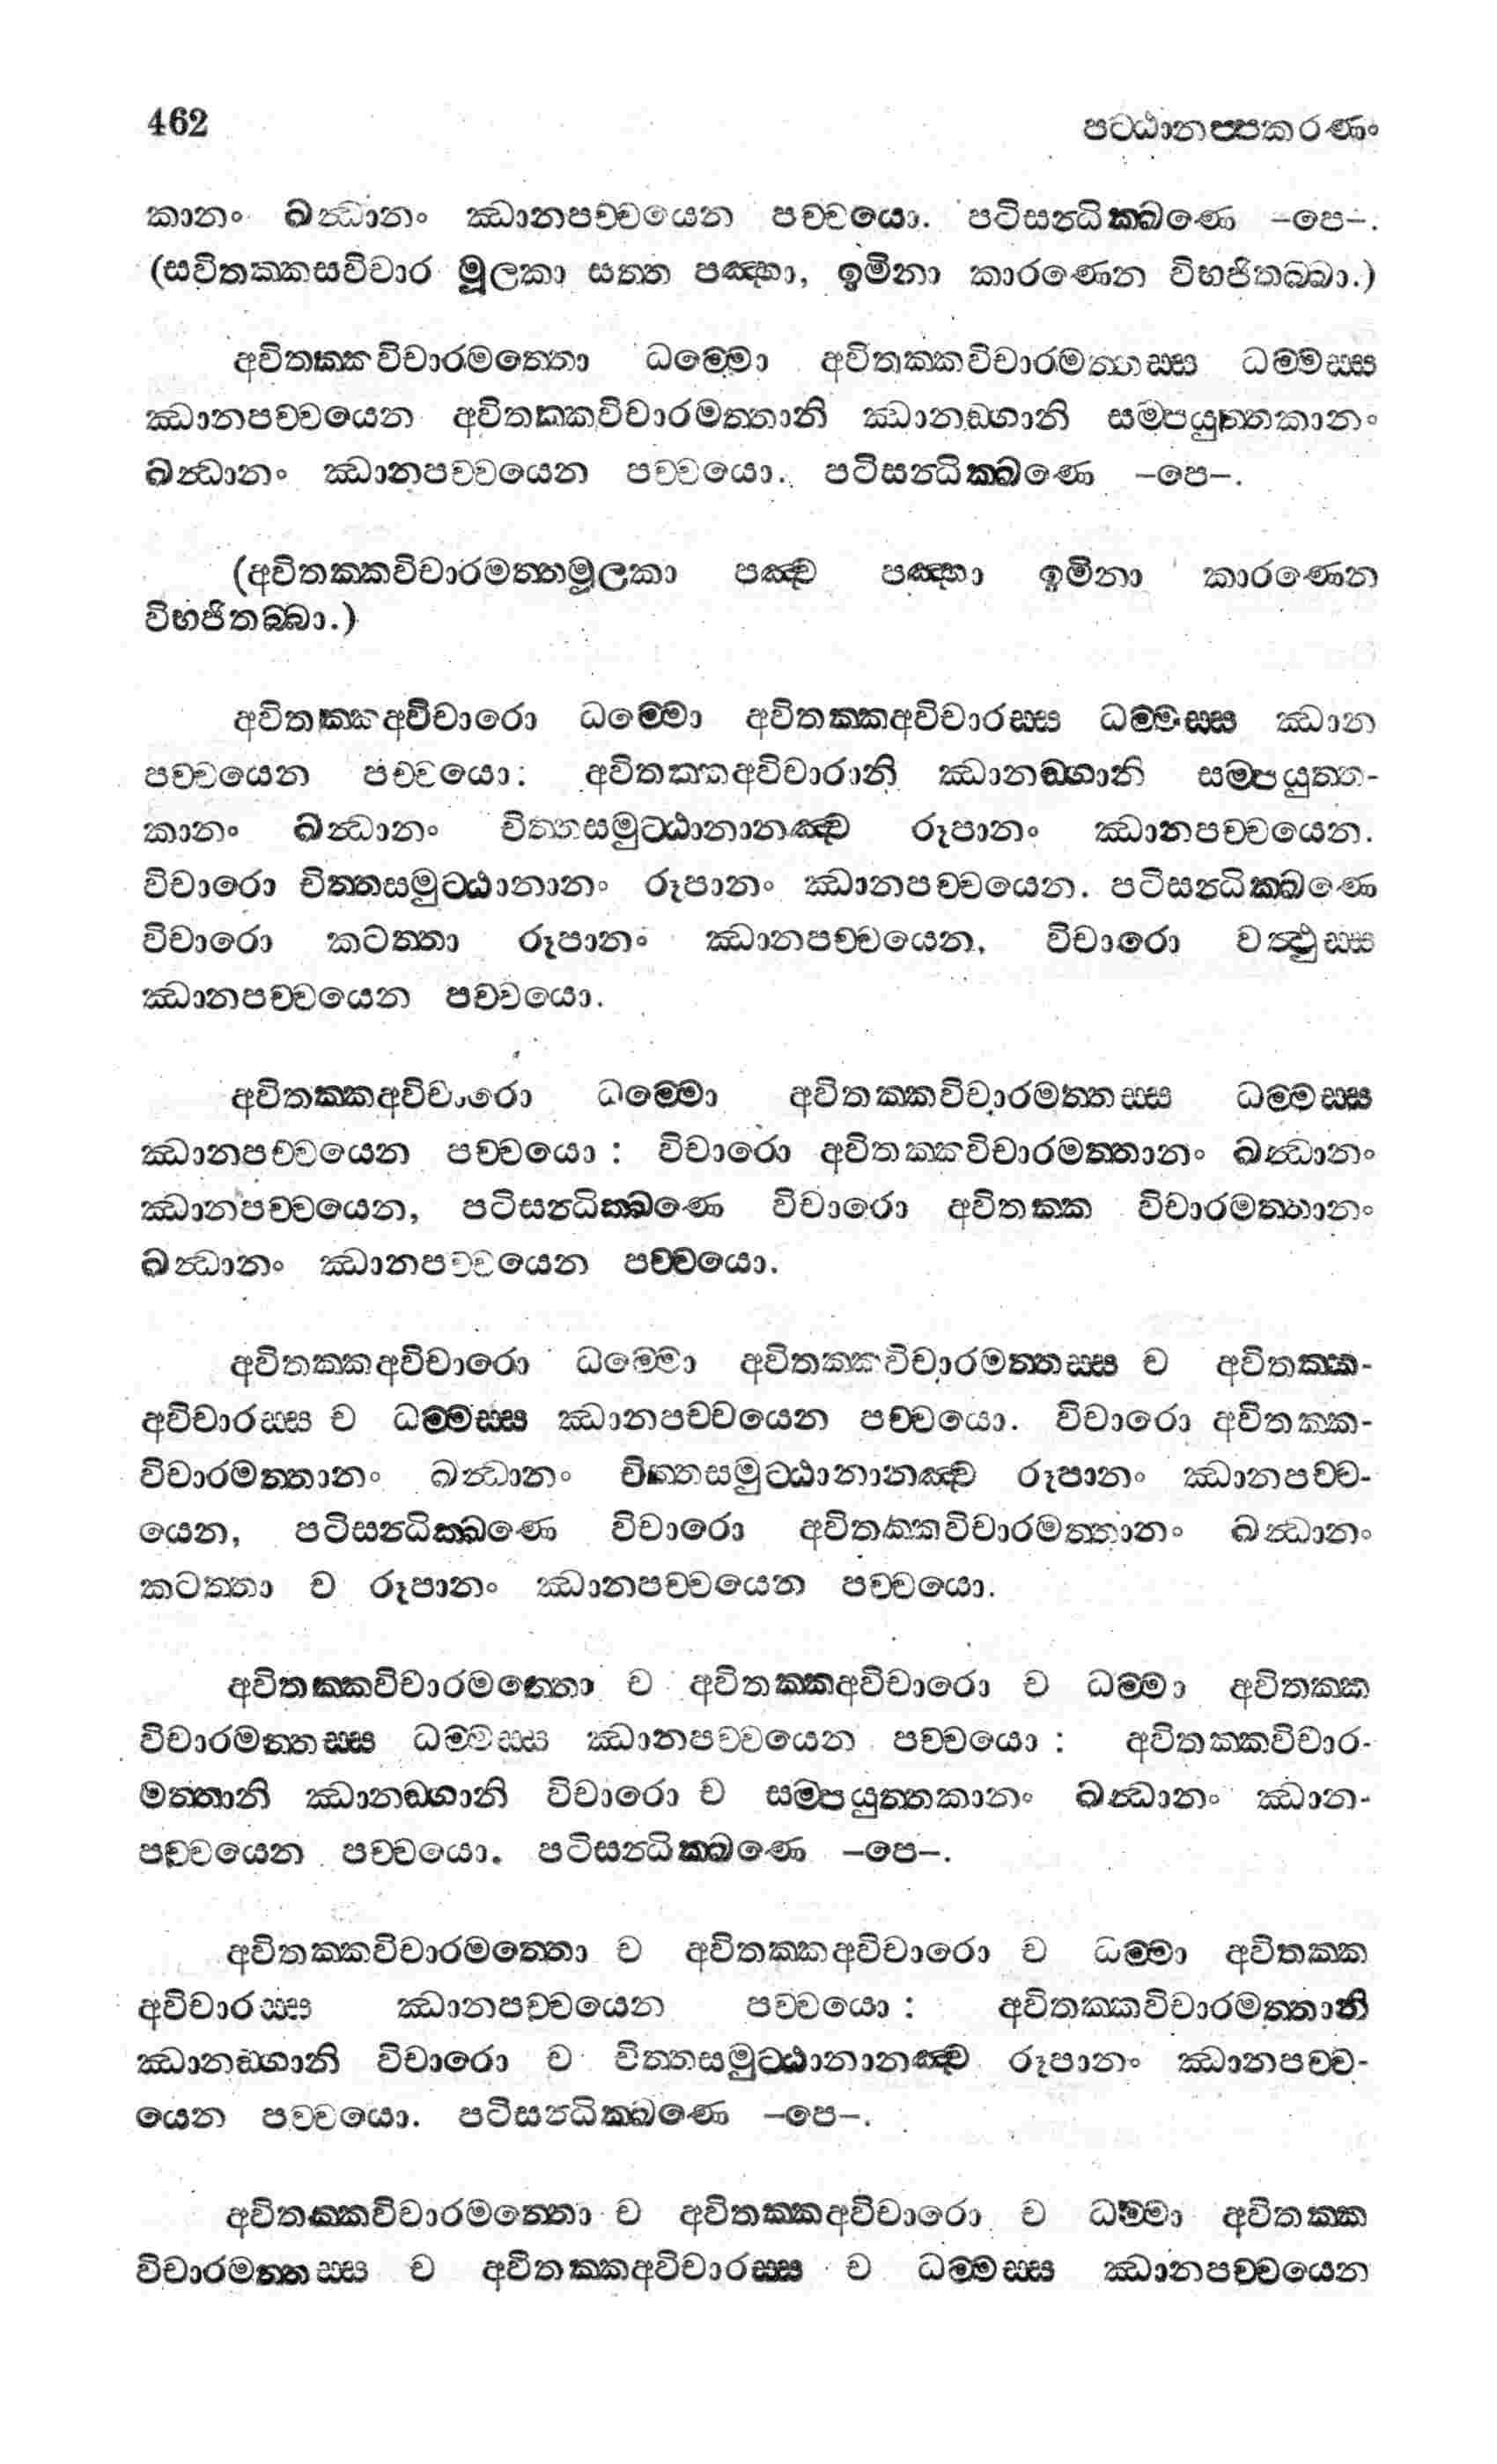 462 පට්ඨානප්පකරණං
කානං ඛන්ධානං ඣානපච්චයෙන පච්චයො. පටිසන්ධික්ඛණෙ –පෙ–.
(සවිතක්කසවිචාර මූලකා සත්ත පඤ්හා, ඉමිනා කාරණෙන විභජිතබ්බා.)
අවිතක්කවිචාරමත්තො ධම්මො අවිතක්කවිචාරමත්තස්ස ධම්මස්ස
ඣානපච්චයෙන අවිතක්කවිචාරමත්තානි ඣානඞ්ගානි සම්පයුත්තකානං
ඛන්ධානං ඣානපච්චයෙන පච්චයො. පටිසන්ධික්ඛණෙ –පෙ–.
(අවිතක්කවිචාරමත්තමූලකා පඤ්ච පඤ්හා ඉමිනා කාරණෙන
විභජිතබ්බා.)
අවිතක්කඅවිචාරො ධම්මො අවිතක්කඅවිචාරස්ස ධම්මස්ස ඣාන
පච්චයෙන පච්චයො: අවිතක්කඅවිචාරානි ඣානඞ්ගානි සම්පයුත්ත-
කානං ඛන්ධානං චිත්තසමුට්ඨානානඤ්ච රූපානං ඣානපච්චයෙන.
විචාරො චිත්තසමුට්ඨානානං රූපානං ඣානපච්චයෙන. පටිසන්ධික්ඛණෙ
විචාරො කටත්තා රූපානං ඣානපච්චයෙන, විචාරො වත්ථුස්ස
ඣානපච්චයෙන පච්චයො.
අවිතක්කඅවිචාරො ධම්මො අවිතක්කවිචාරමත්තස්ස ධම්මස්ස
ඣානපච්චයෙන පච්චයො : විචාරො අවිතක්කවිචාරමත්තානං ඛන්ධානං
ඣානපච්චයෙන, පටිසන්ධික්ඛණෙ විචාරො අවිතක්ක විචාරමත්තානං
ඛන්ධානං ඣානපච්චයෙන පච්චයො.
අවිතක්කඅවිචාරො ධම්මො අවිතක්කවිචාරමත්තස්ස ච අවිතක්ක-
අවිචාරස්ස ච ධම්මස්ස ඣානපච්චයෙන පච්චයො. විචාරො අවිතක්ක-
විචාරමත්තානං ඛන්ධානං චිත්තසමුට්ඨානානඤ්ච රූපානං ඣානපච්ච-
යෙන, පටිසන්ධික්ඛණෙ විචාරො අවිතක්කවිචාරමත්තානං ඛන්ධානං
කටත්තා ච රූපානං ඣානපච්චයෙන පච්චයො.
අවිතක්කවිචාරමත්තො ච අවිතක්කඅවිචාරො ච ධම්මා අවිතක්ක
විචාරමත්තස්ස ධම්මස්ස ඣානපච්චයෙන පච්චයො : අවිතක්කවිචාර-
මත්තානි ඣානඞ්ගානි විචාරො ච සම්පයුත්තකානං ඛන්ධානං ඣාන-
පච්චයෙන පච්චයො. පටිසන්ධික්ඛණෙ –පෙ–.
අවිතක්කවිචාරමත්තො ච අවිතක්කඅවිචාරො ච ධම්මා අවිතක්ක
අවිචාරස්ස ඣානපච්චයෙන පච්චයො : අවිතක්කවිචාරමත්තානි
ඣානඞ්ගානි විචාරො ච චිත්තසමුට්ඨානානඤ්ච රූපානං ඣානපච්ච-
යෙන පච්චයො. පටිසන්ධික්ඛණෙ –පෙ–.
අවිතක්කවිචාරමත්තො ච අවිතක්කඅවිචාරො ච ධම්මා අවිතක්ක
විචාරමත්තස්ස ච අවිතක්කඅවිචාරස්ස ච ධම්මස්ස ඣානපච්චයෙන